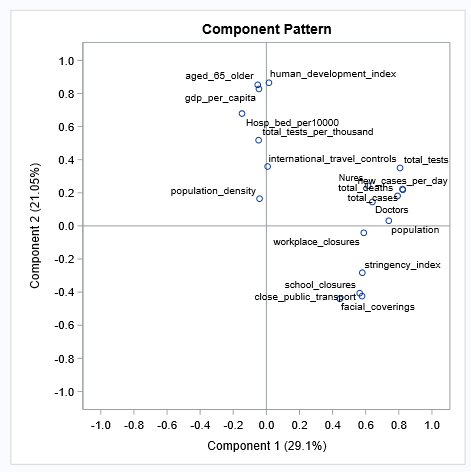 Component Pattern
1.0
0.8
0.6
0.4
0.2
0.0
-0.2
-0.4
-0.6
-0.8
-1.0
Component 2 (21.05%)
aged_65_older
human_development_index
gdp_per_capita
Hosp_bed_per10000
total_tests_per_thousand
international_travel_controls
total_tests
Nures
new_cases_per_day
population_density
total_deaths
total_cases
Doctors
population
workplace_closures
stringency_index
school_closures
close_public_transport
facial_coverings
-1.0 -0.8 -0.6 -0.4 -0.2 0.0 0.2 0.4 0.6 0.8 1.0
Component 1 (29.1%)